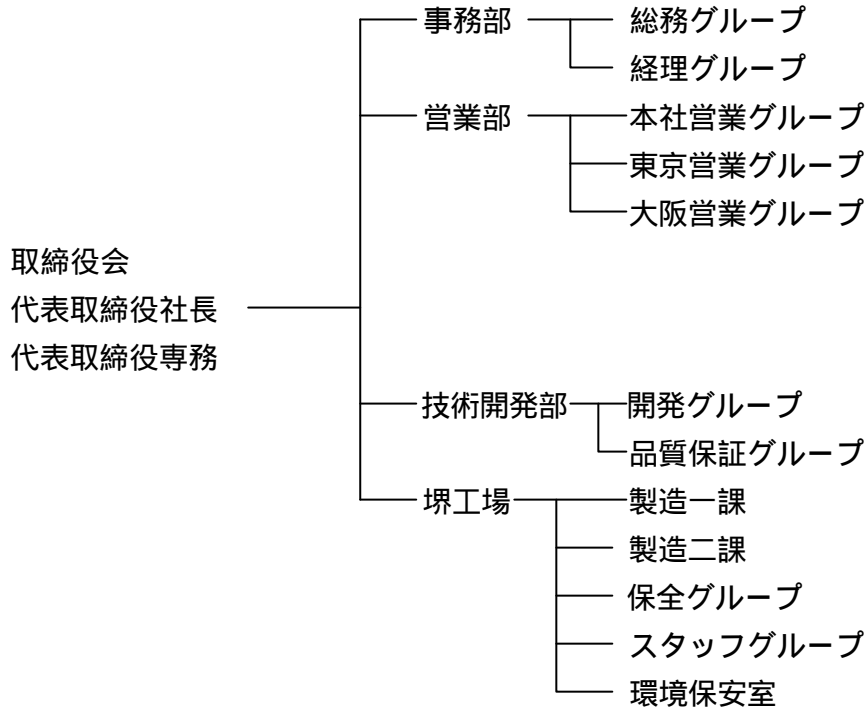 事務部 総務グループ
経理グループ
営業部 本社営業グループ
東京営業グループ
大阪営業グループ
取締役会
代表取締役社長
代表取締役専務
技術開発部 開発グループ
品質保証グループ
堺工場 製造一課
製造二課
保全グループ
スタッフグループ
環境保安室